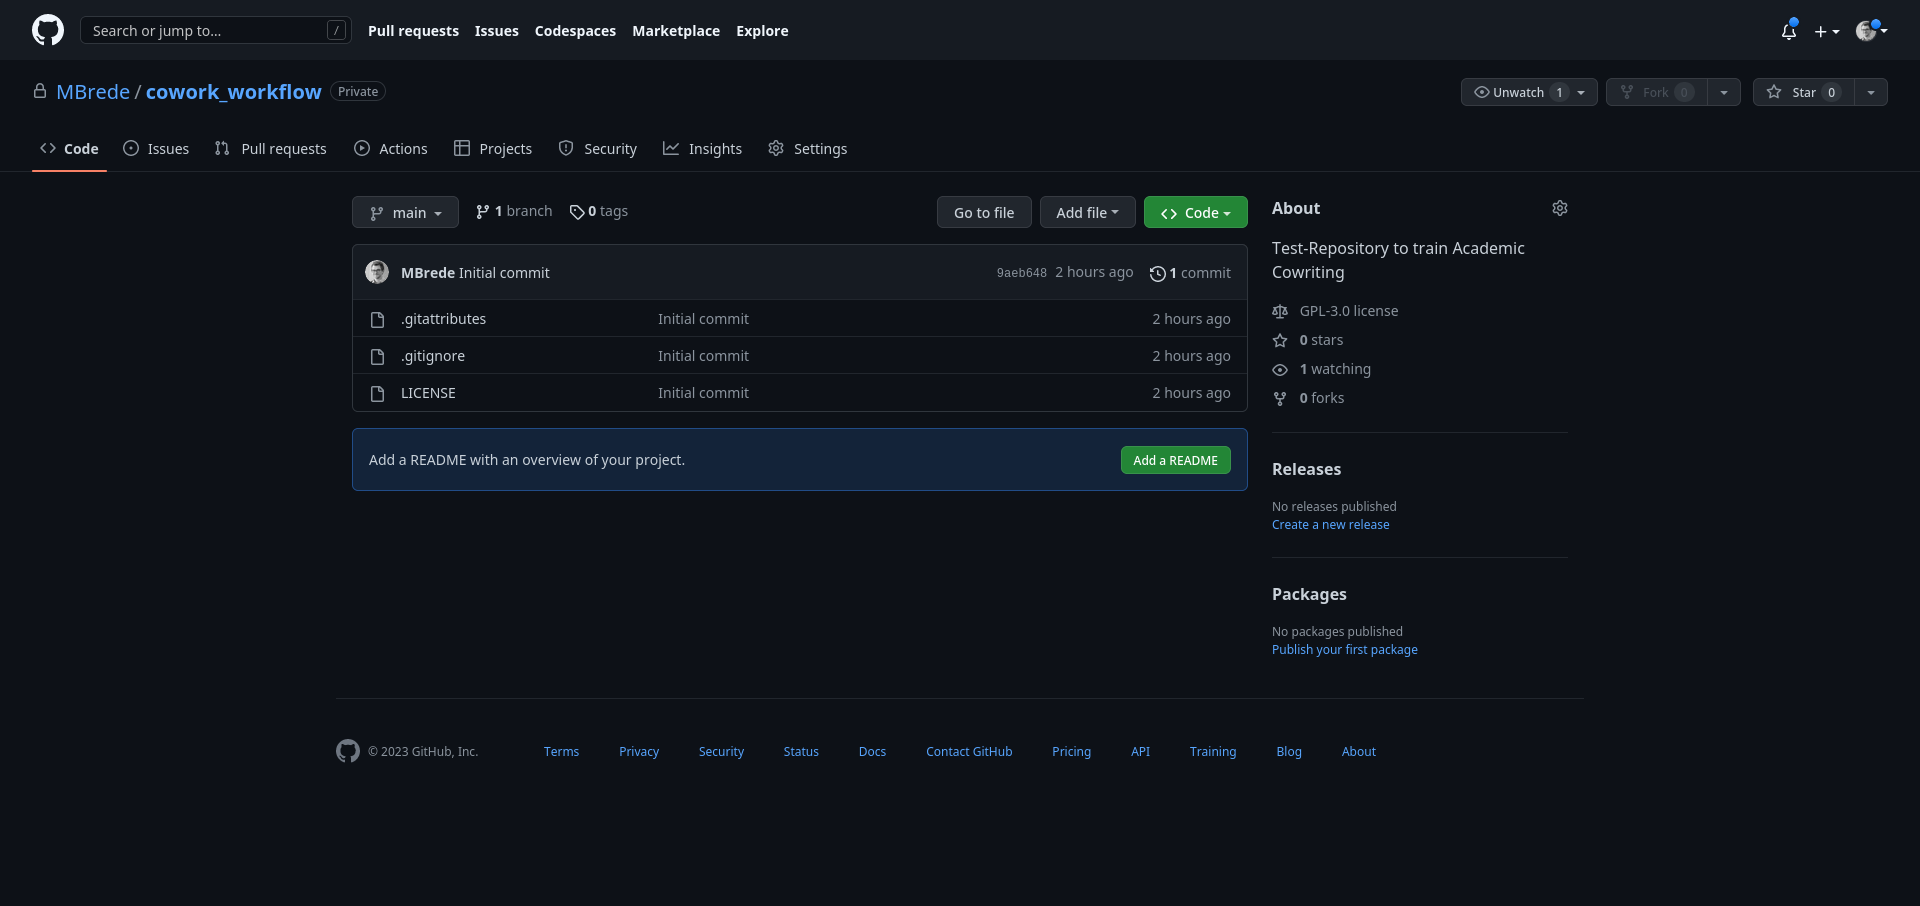 Search or jump to... /
Pull requests Issues Codespaces Marketplace Explore
MBrede / cowork_workflow Private
Unwatch 1 Fork 0 Star 0
Code Issues Pull requests Actions Projects Security Insights Settings
main 1 branch 0 tags Go to file Add file Code
MBrede Initial commit 9aeb648 2 hours ago 1 commit
.gitattributes Initial commit 2 hours ago
.gitignore Initial commit 2 hours ago
LICENSE Initial commit 2 hours ago
Add a README with an overview of your project. Add a README
About
Test-Repository to train Academic
Cowriting
GPL-3.0 license
0 stars
1 watching
0 forks
Releases
No releases published
Create a new release
Packages
No packages published
Publish your first package
© 2023 GitHub, Inc. Terms Privacy Security Status Docs Contact GitHub Pricing API Training Blog About